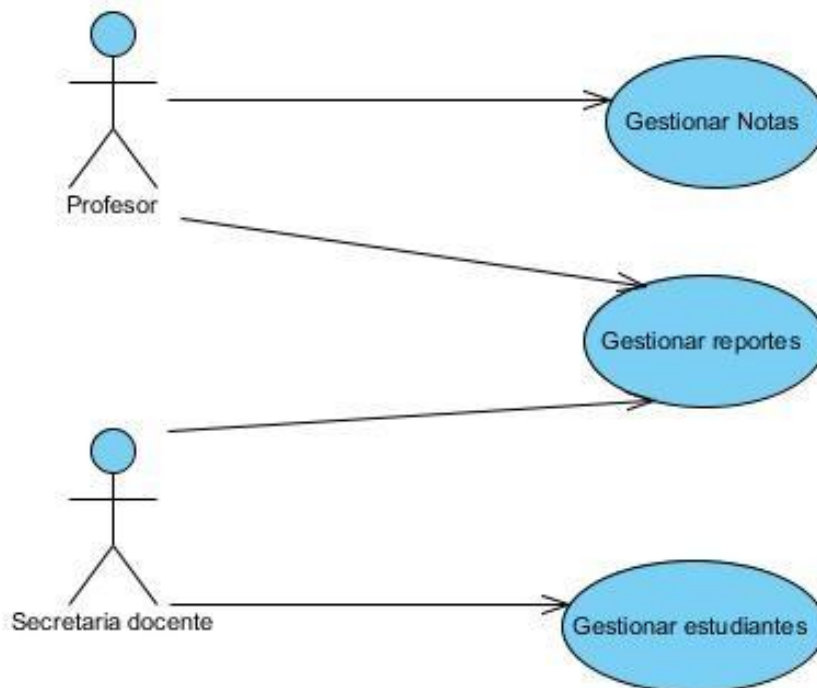 Gestionar Notas
Profesor
Gestionar reportes
Secretaria docente
Gestionar estudiantes